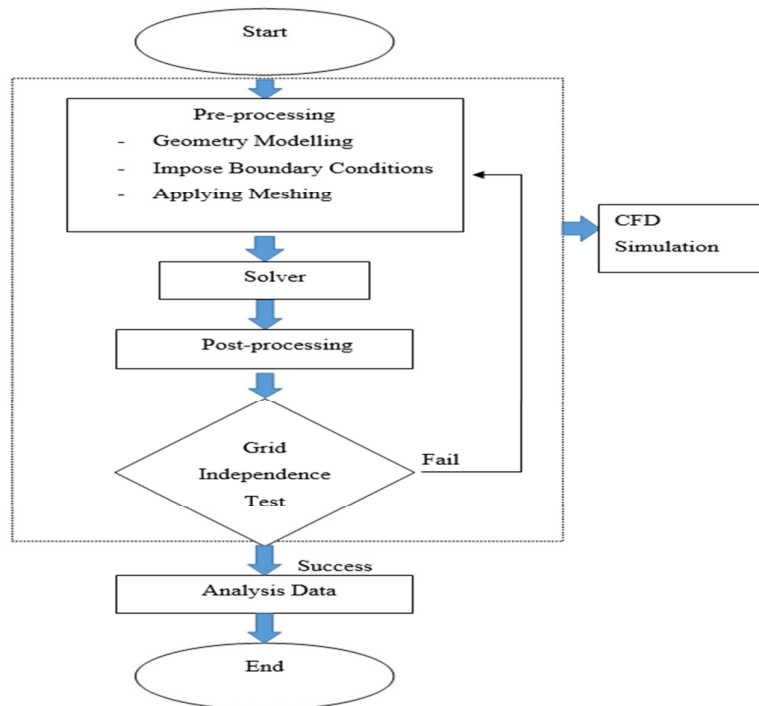 Start
Pre-processing
- Geometry Modelling
- Impose Boundary Conditions
- Applying Meshing
CFD
Simulation
Solver
Post-processing
Grid
Independence
Test
Fail
Success
Analysis Data
End